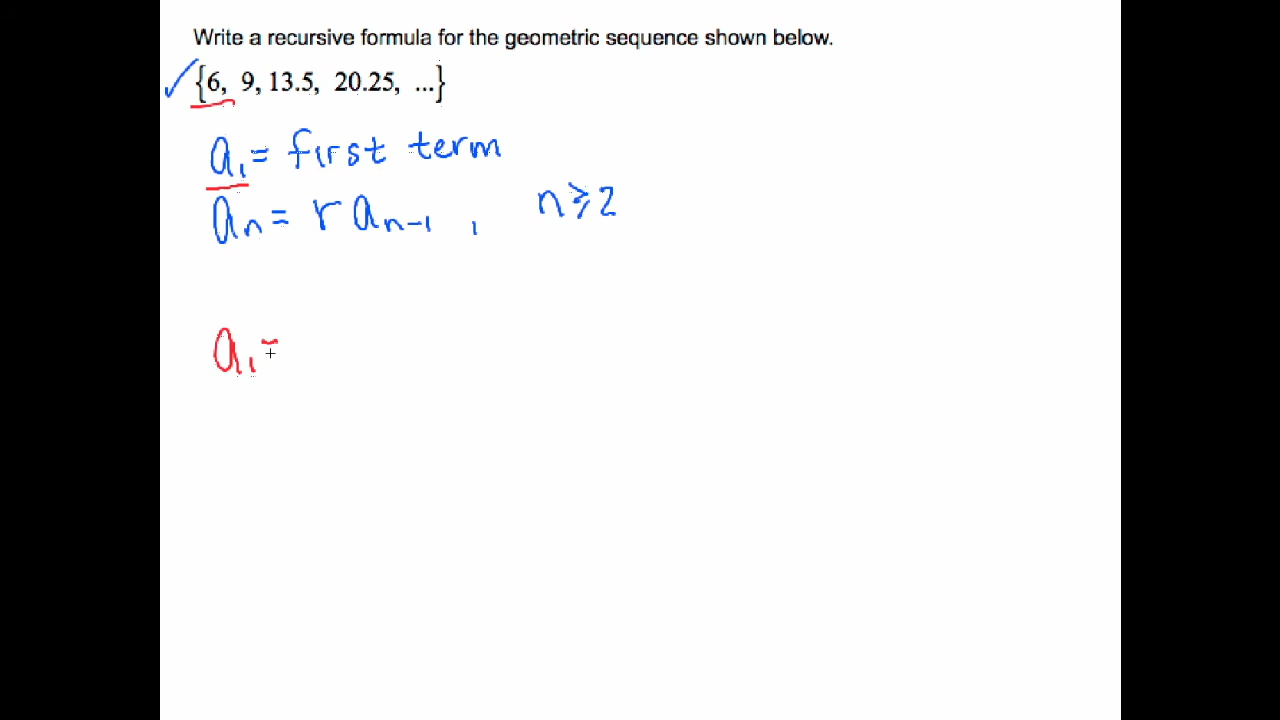 Write a recursive formula for the geometric sequence shown below.
{6, 9, 13.5, 20.25, ...}
a₁ = first term
aₙ = r aₙ₋₁ , n ≥ 2
a₁ =